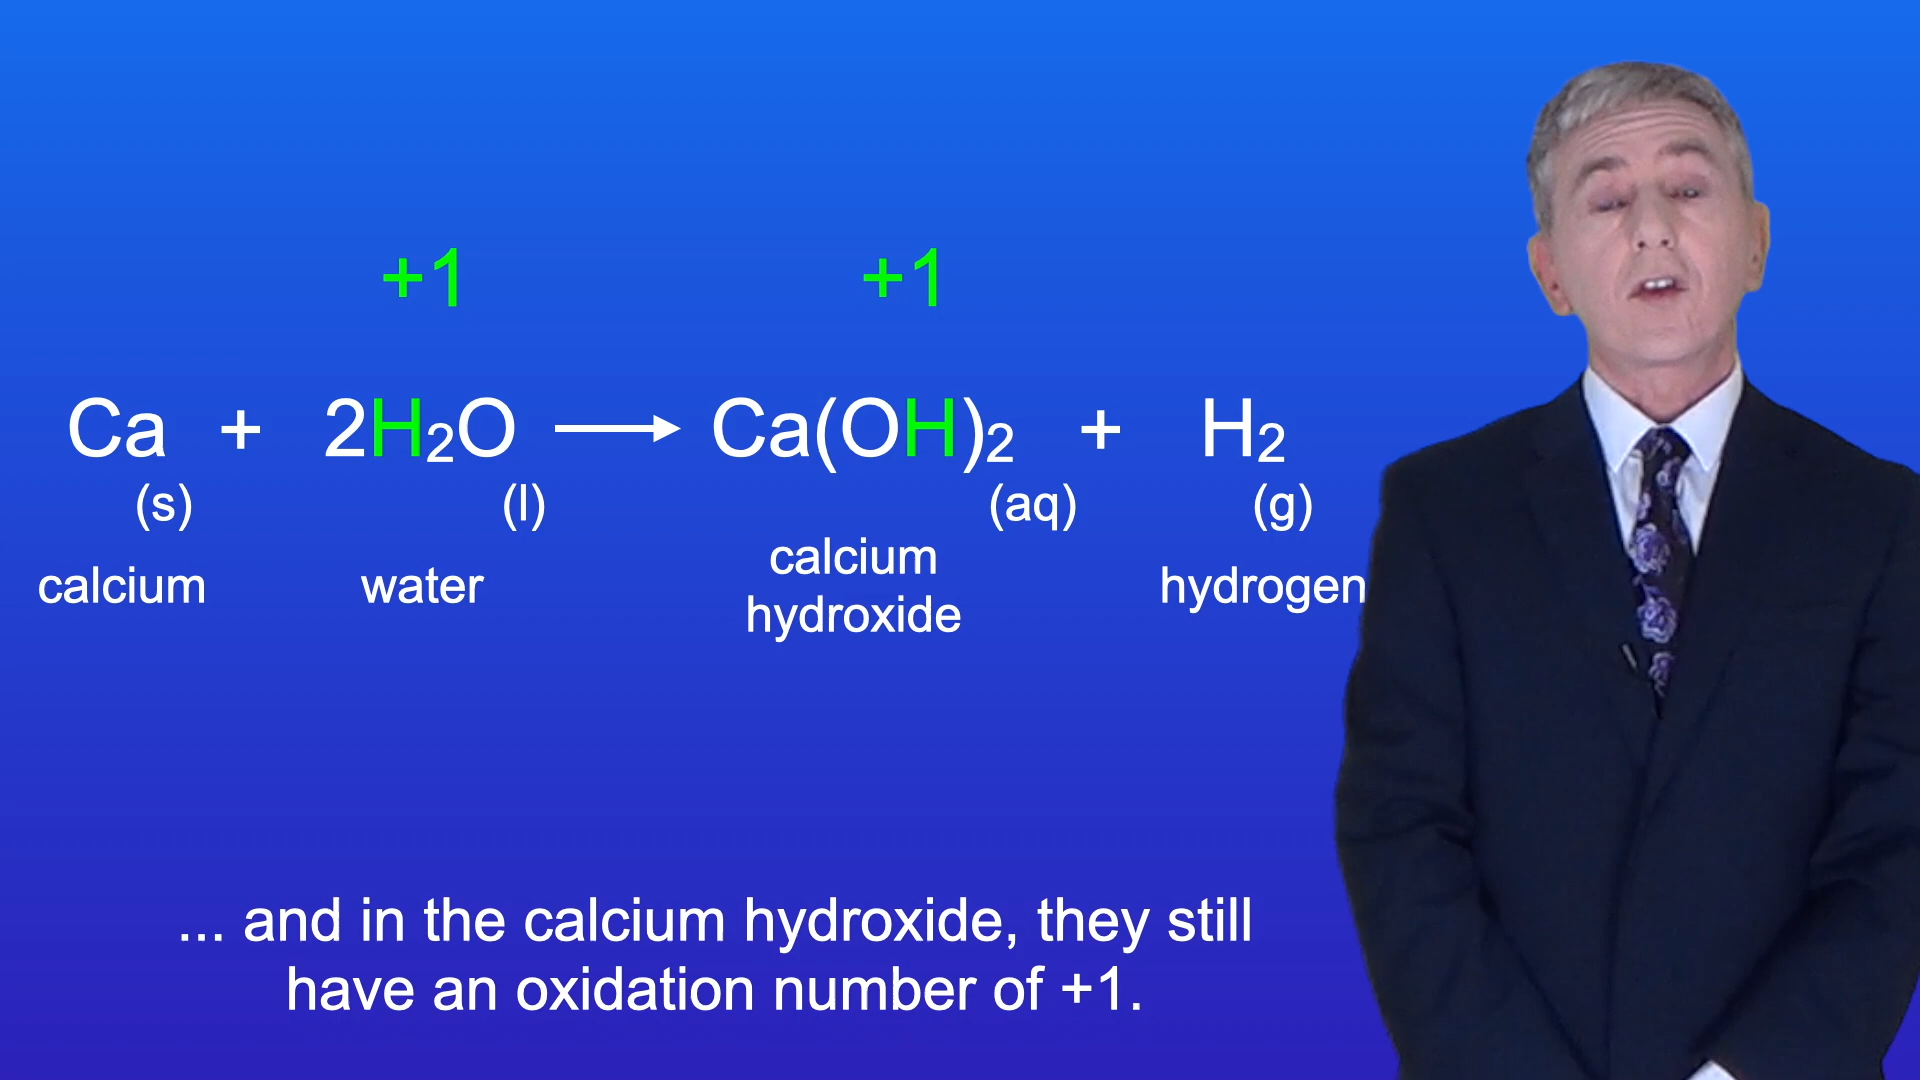 +1 +1
Ca + 2H₂O ⟶ Ca(OH)₂ + H₂
(s) (l) (aq) (g)
calcium water calcium hydroxide hydrogen
... and in the calcium hydroxide, they still
have an oxidation number of +1.